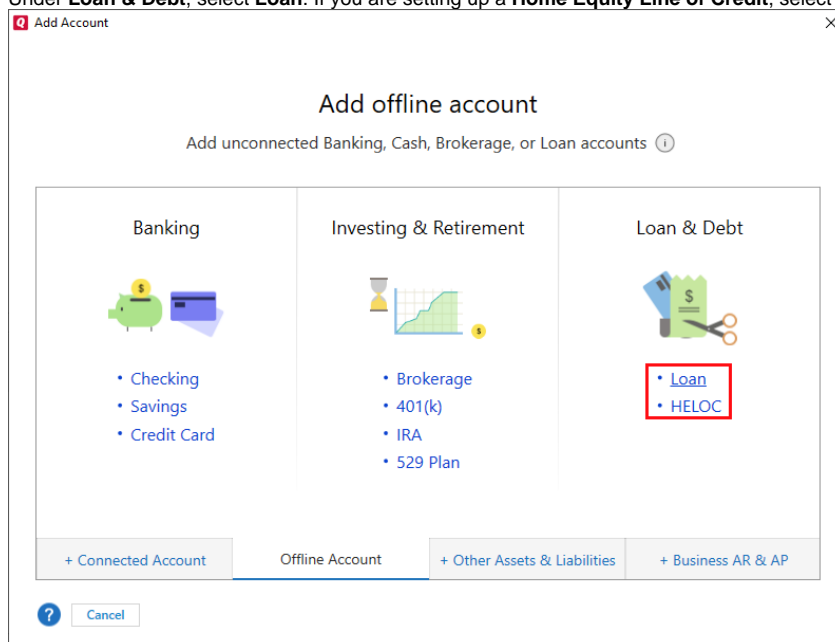 Under Loan & Debt, select Loan. If you are setting up a Home Equity Line of Credit, select
Add Account
Add offline account
Add unconnected Banking, Cash, Brokerage, or Loan accounts
Banking
Investing & Retirement
Loan & Debt
• Checking
• Savings
• Credit Card
• Brokerage
• 401(k)
• IRA
• 529 Plan
• Loan
• HELOC
+ Connected Account
Offline Account
+ Other Assets & Liabilities
+ Business AR & AP
? Cancel